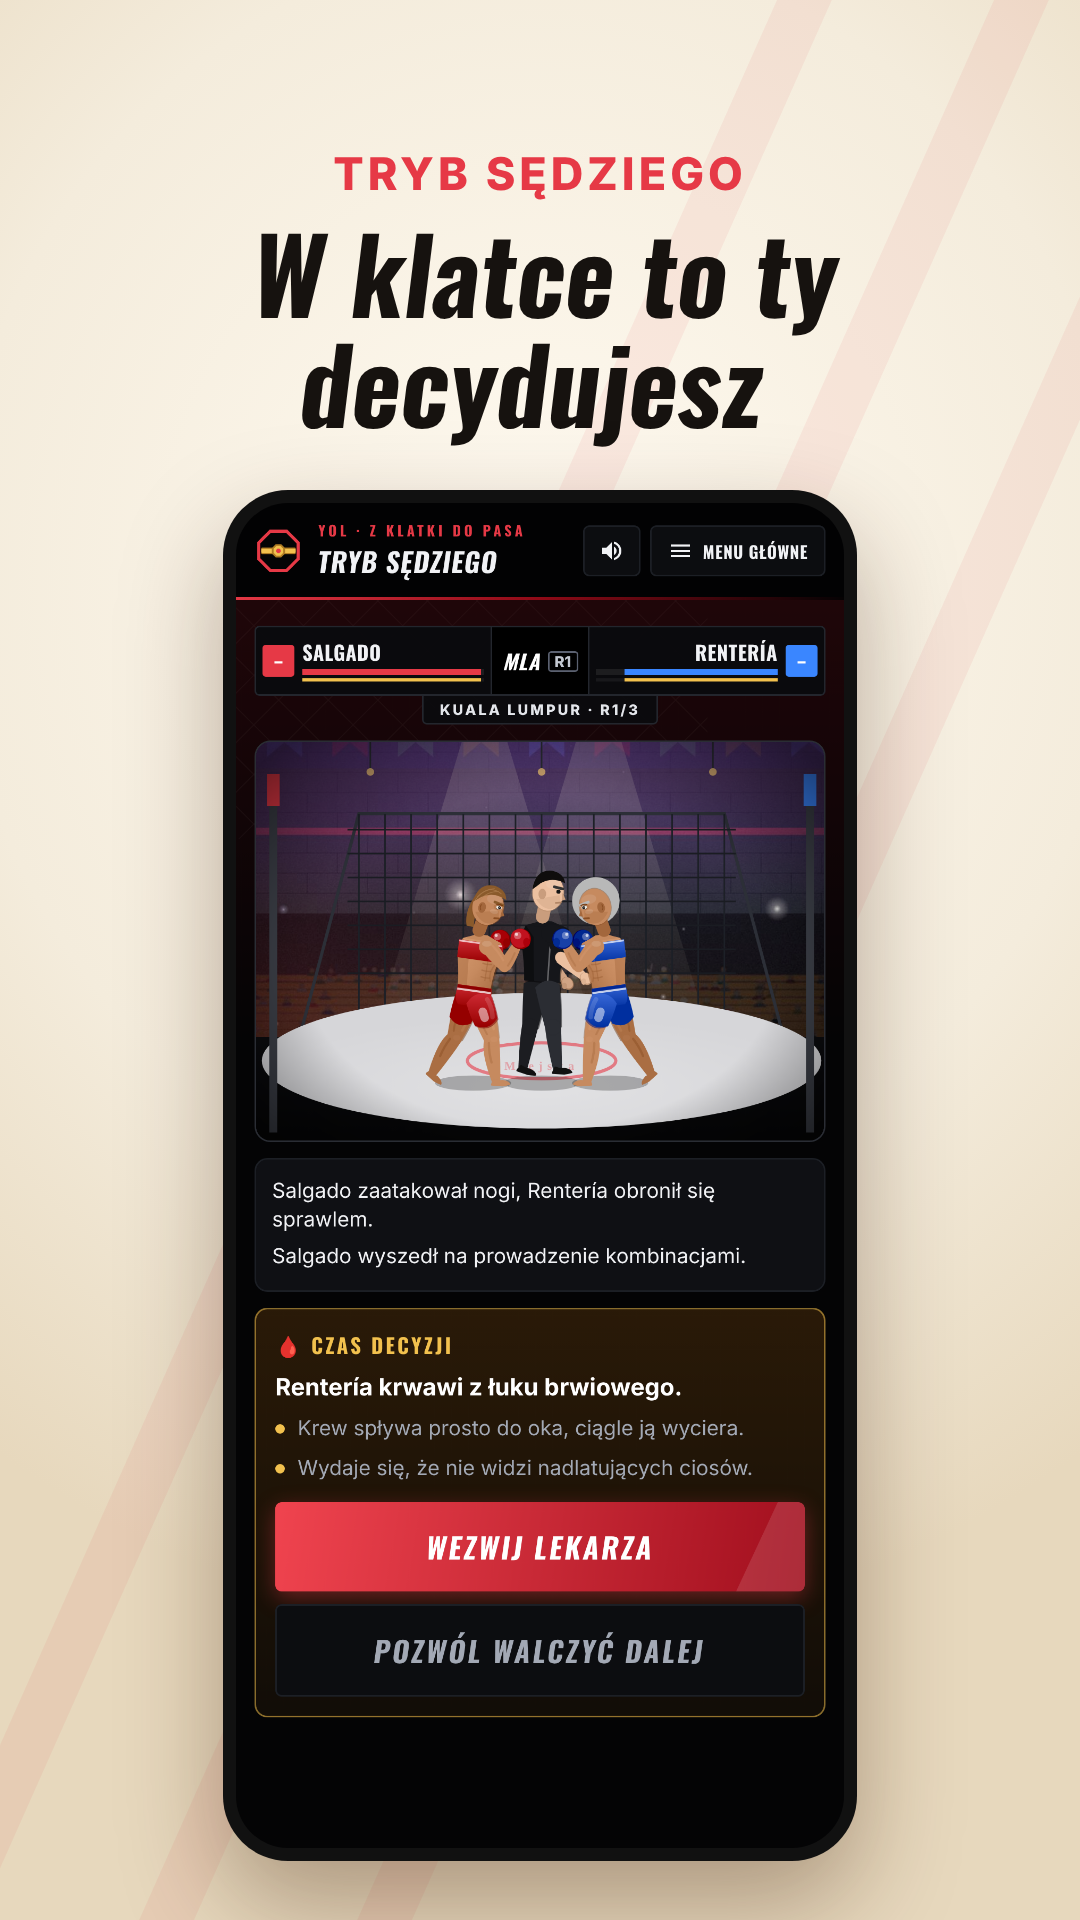 TRYB SĘDZIEGO
W klatce to ty
decydujesz
YOL · Z KLATKI DO PASA
TRYB SĘDZIEGO
MENU GŁÓWNE
SALGADO
MLA R1
RENTERÍA
KUALA LUMPUR · R1/3
Salgado zaatakował nogi, Rentería obronił się
sprawlem.
Salgado wyszedł na prowadzenie kombinacjami.
CZAS DECYZJI
Rentería krwawi z łuku brwiowego.
Krew spływa prosto do oka, ciągle ją wyciera.
Wydaje się, że nie widzi nadlatujących ciosów.
WEZWIJ LEKARZA
POZWÓL WALCZYĆ DALEJ